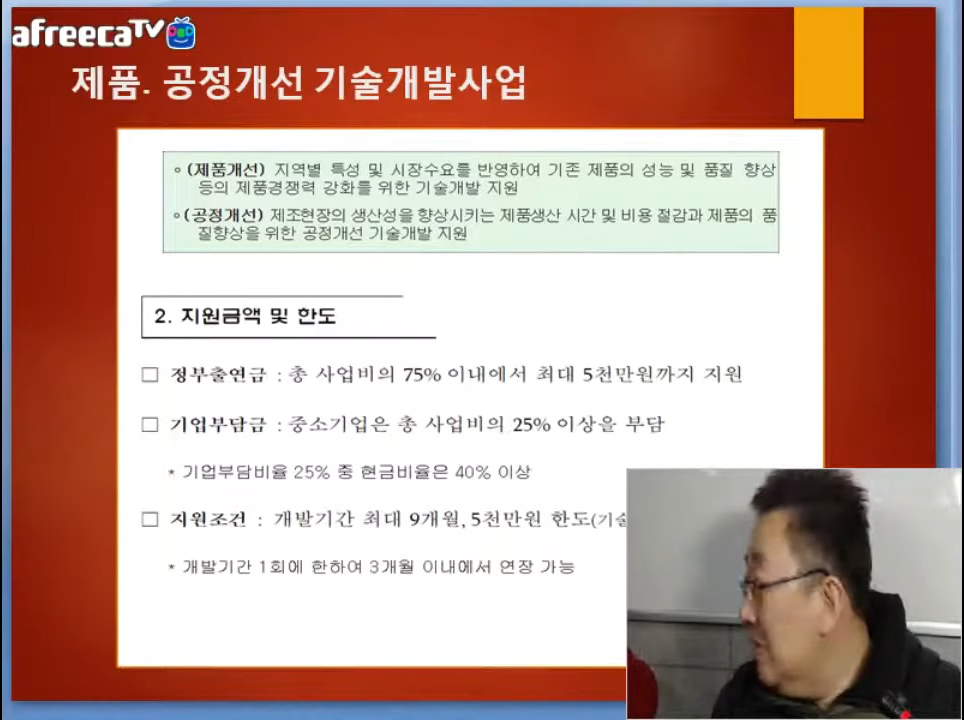 afreecaTV
제품. 공정개선 기술개발사업
◦(제품개선) 지역별 특성 및 시장수요를 반영하여 기존 제품의 성능 및 품질 향상
등의 제품경쟁력 강화를 위한 기술개발 지원
◦(공정개선) 제조현장의 생산성을 향상시키는 제품생산 시간 및 비용 절감과 제품의 품
질향상을 위한 공정개선 기술개발 지원
2. 지원금액 및 한도
□ 정부출연금 : 총 사업비의 75% 이내에서 최대 5천만원까지 지원
□ 기업부담금 : 중소기업은 총 사업비의 25% 이상을 부담
* 기업부담비율 25% 중 현금비율은 40% 이상
□ 지원조건 : 개발기간 최대 9개월, 5천만원 한도(기술
* 개발기간 1회에 한하여 3개월 이내에서 연장 가능